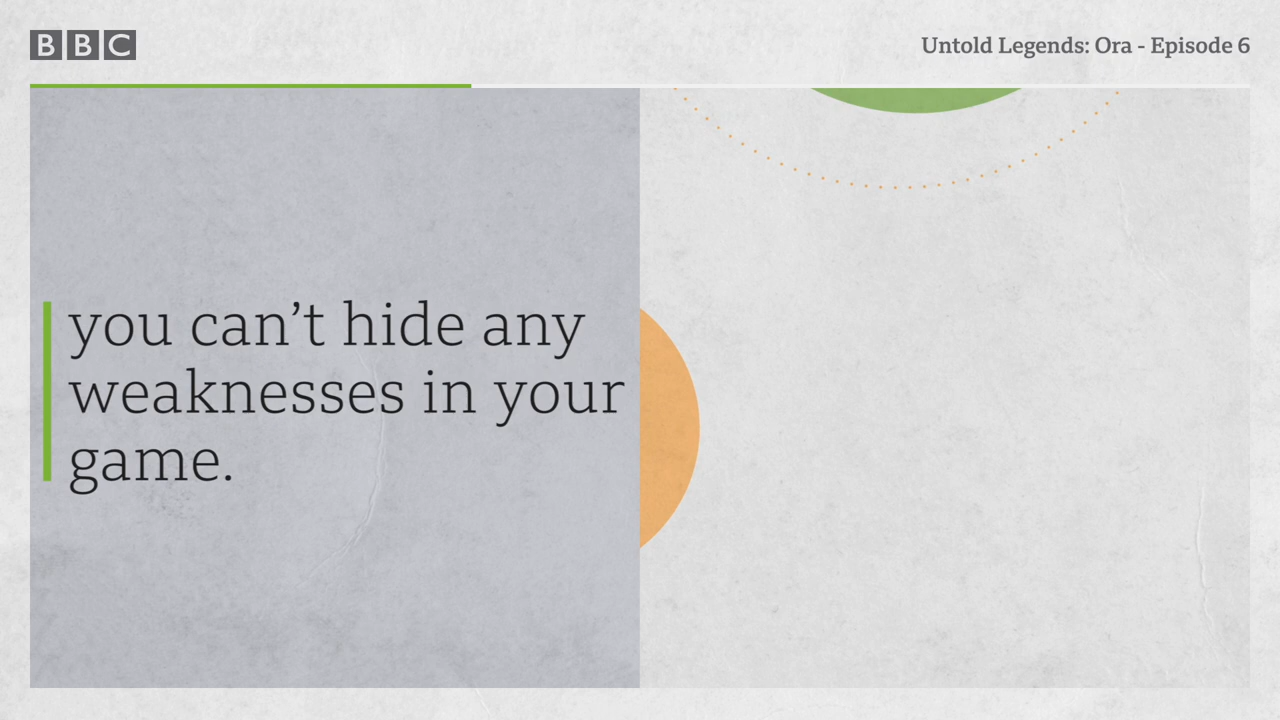 BBC
Untold Legends: Ora - Episode 6
you can’t hide any
weaknesses in your
game.